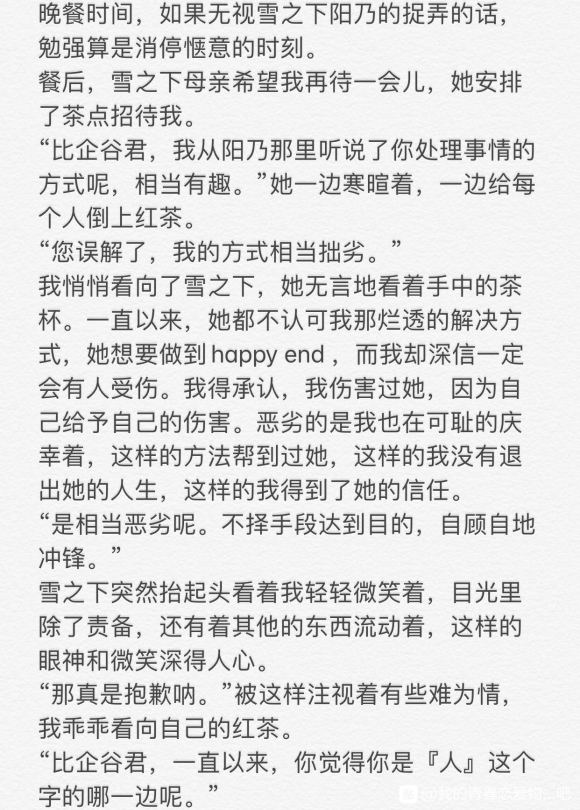 晚餐时间，如果无视雪之下阳乃的捉弄的话，
勉强算是消停惬意的时刻。
餐后，雪之下母亲希望我再待一会儿，她安排
了茶点招待我。
“比企谷君，我从阳乃那里听说了你处理事情的
方式呢，相当有趣。”她一边寒暄着，一边给每
个人倒上红茶。
“您误解了，我的方式相当拙劣。”
我悄悄看向了雪之下，她无言地看着手中的茶
杯。一直以来，她都不认可我那烂透的解决方
式，她想要做到 happy end ，而我却深信一定
会有人受伤。我得承认，我伤害过她，因为自
己给予自己的伤害。恶劣的是我也在可耻的庆
幸着，这样的方法帮到过她，这样的我没有退
出她的人生，这样的我得到了她的信任。
“是相当恶劣呢。不择手段达到目的，自顾自地
冲锋。”
雪之下突然抬起头看着我轻轻微笑着，目光里
除了责备，还有着其他的东西流动着，这样的
眼神和微笑深得人心。
“那真是抱歉呐。”被这样注视着有些难为情，
我乖乖看向自己的红茶。
“比企谷君，一直以来，你觉得你是『人』这个
字的哪一边呢。”
@我的青春恋爱物...吧